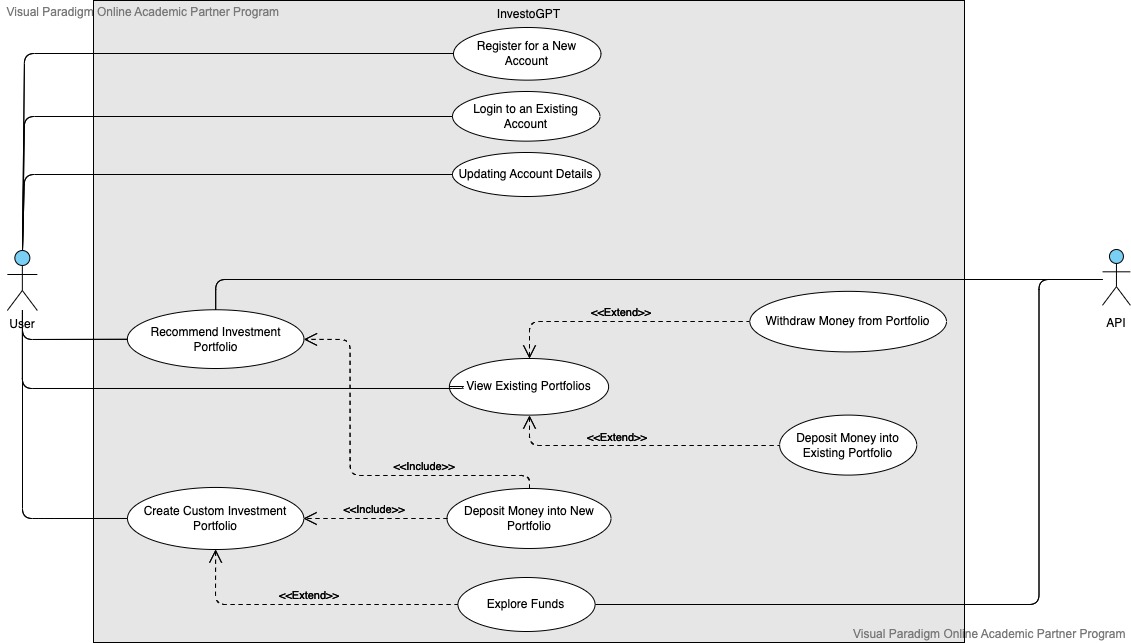 Visual Paradigm Online Academic Partner Program
InvestoGPT
Register for a New
Account
Login to an Existing
Account
Updating Account Details
User
API
Recommend Investment
Portfolio
<<Extend>>
Withdraw Money from Portfolio
View Existing Portfolios
<<Extend>>
Deposit Money into
Existing Portfolio
<<Include>>
Create Custom Investment
Portfolio
<<Include>>
Deposit Money into New
Portfolio
<<Extend>>
Explore Funds
Visual Paradigm Online Academic Partner Program